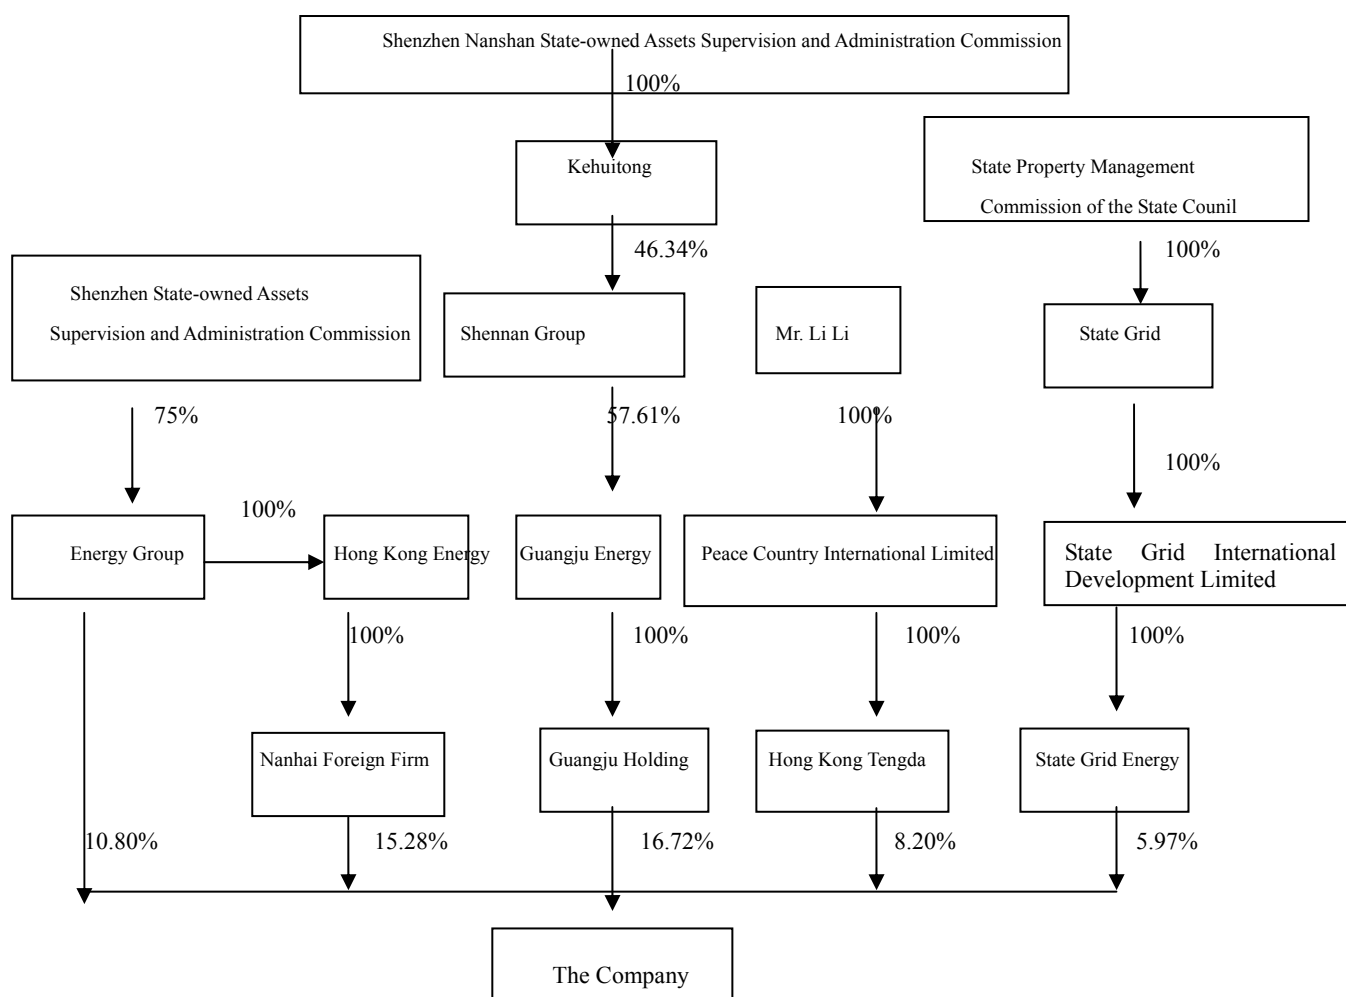 Shenzhen Nanshan State-owned Assets Supervision and Administration Commission
100%
Kehuitong
State Property Management
Commission of the State Counil
46.34%
100%
Shenzhen State-owned Assets
Supervision and Administration Commission
Shennan Group
Mr. Li Li
State Grid
75%
57.61%
100%
100%
100%
Energy Group
Hong Kong Energy
Guangju Energy
Peace Country International Limited
State Grid International
Development Limited
100%
100%
100%
100%
Nanhai Foreign Firm
Guangju Holding
Hong Kong Tengda
State Grid Energy
10.80%
15.28%
16.72%
8.20%
5.97%
The Company